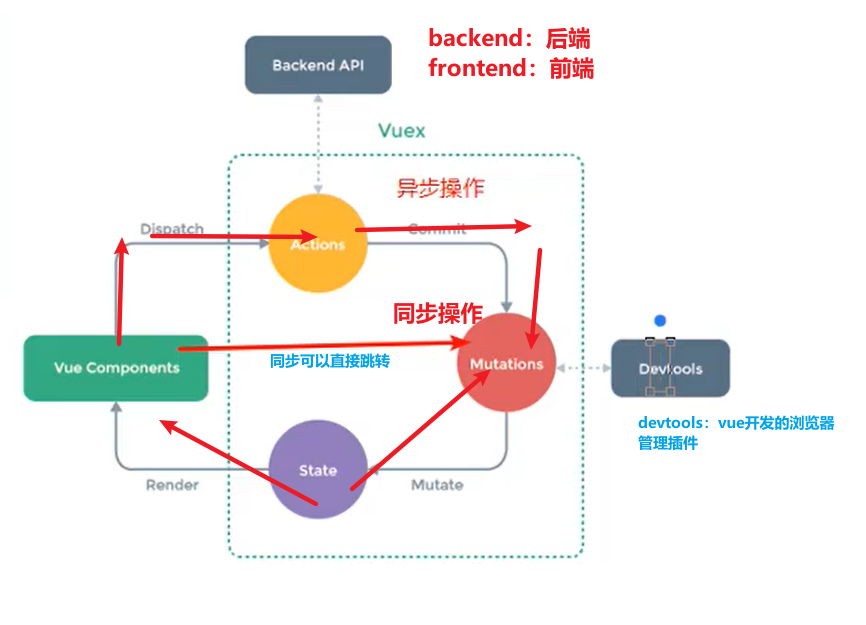 backend：后端
frontend：前端
Backend API
Vuex
异步操作
Dispatch
Commit
Actions
同步操作
同步可以直接跳转
Vue Components
Mutations
Devtools
devtools：vue开发的浏览器
管理插件
State
Render
Mutate